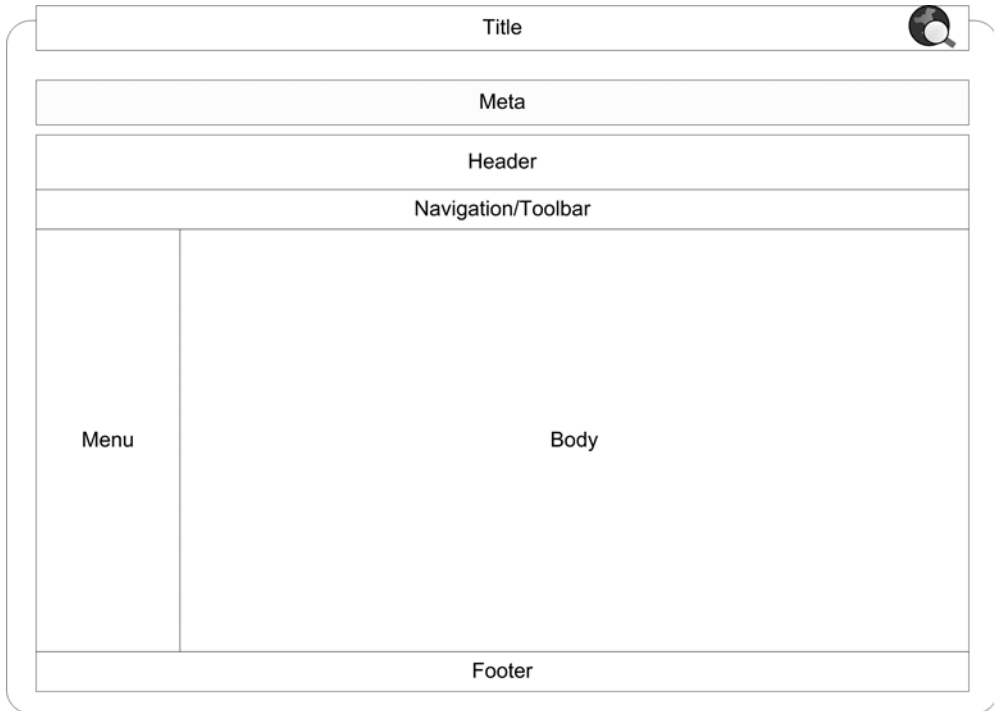 Title
Meta
Header
Navigation/Toolbar
Menu
Body
Footer